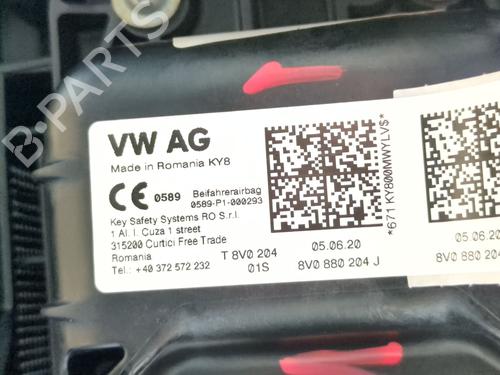 B-PARTS
VW AG
Made in Romania KY8
CE 0589 Beifahrerairbag
0589-P1-000293
Key Safety Systems RO S.r.l.
1 Al. I. Cuza 1 street
315200 Curtici Free Trade
Romania
Tel.: +40 372 572 232
T 8V0 204
01S
05.06.20
8V0 880 204 J
*671 KY800MWYLV$*
05.06.20
8V0 880 204